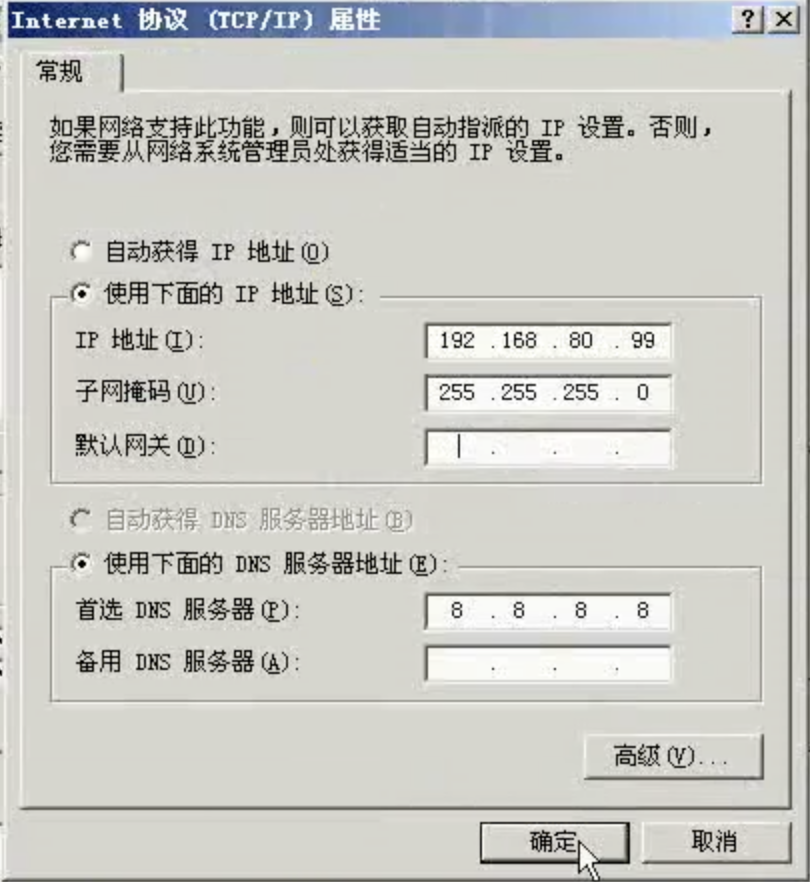 Internet 协议 (TCP/IP) 属性
常规
如果网络支持此功能，则可以获取自动指派的 IP 设置。否则，
您需要从网络系统管理员处获得适当的 IP 设置。
自动获得 IP 地址(O)
使用下面的 IP 地址(S):
IP 地址(I): 192 .168 . 80 . 99
子网掩码(U): 255 .255 .255 . 0
默认网关(D): . . .
自动获得 DNS 服务器地址(B)
使用下面的 DNS 服务器地址(E):
首选 DNS 服务器(P): 8 . 8 . 8 . 8
备用 DNS 服务器(A): . . .
高级(V)...
确定 取消